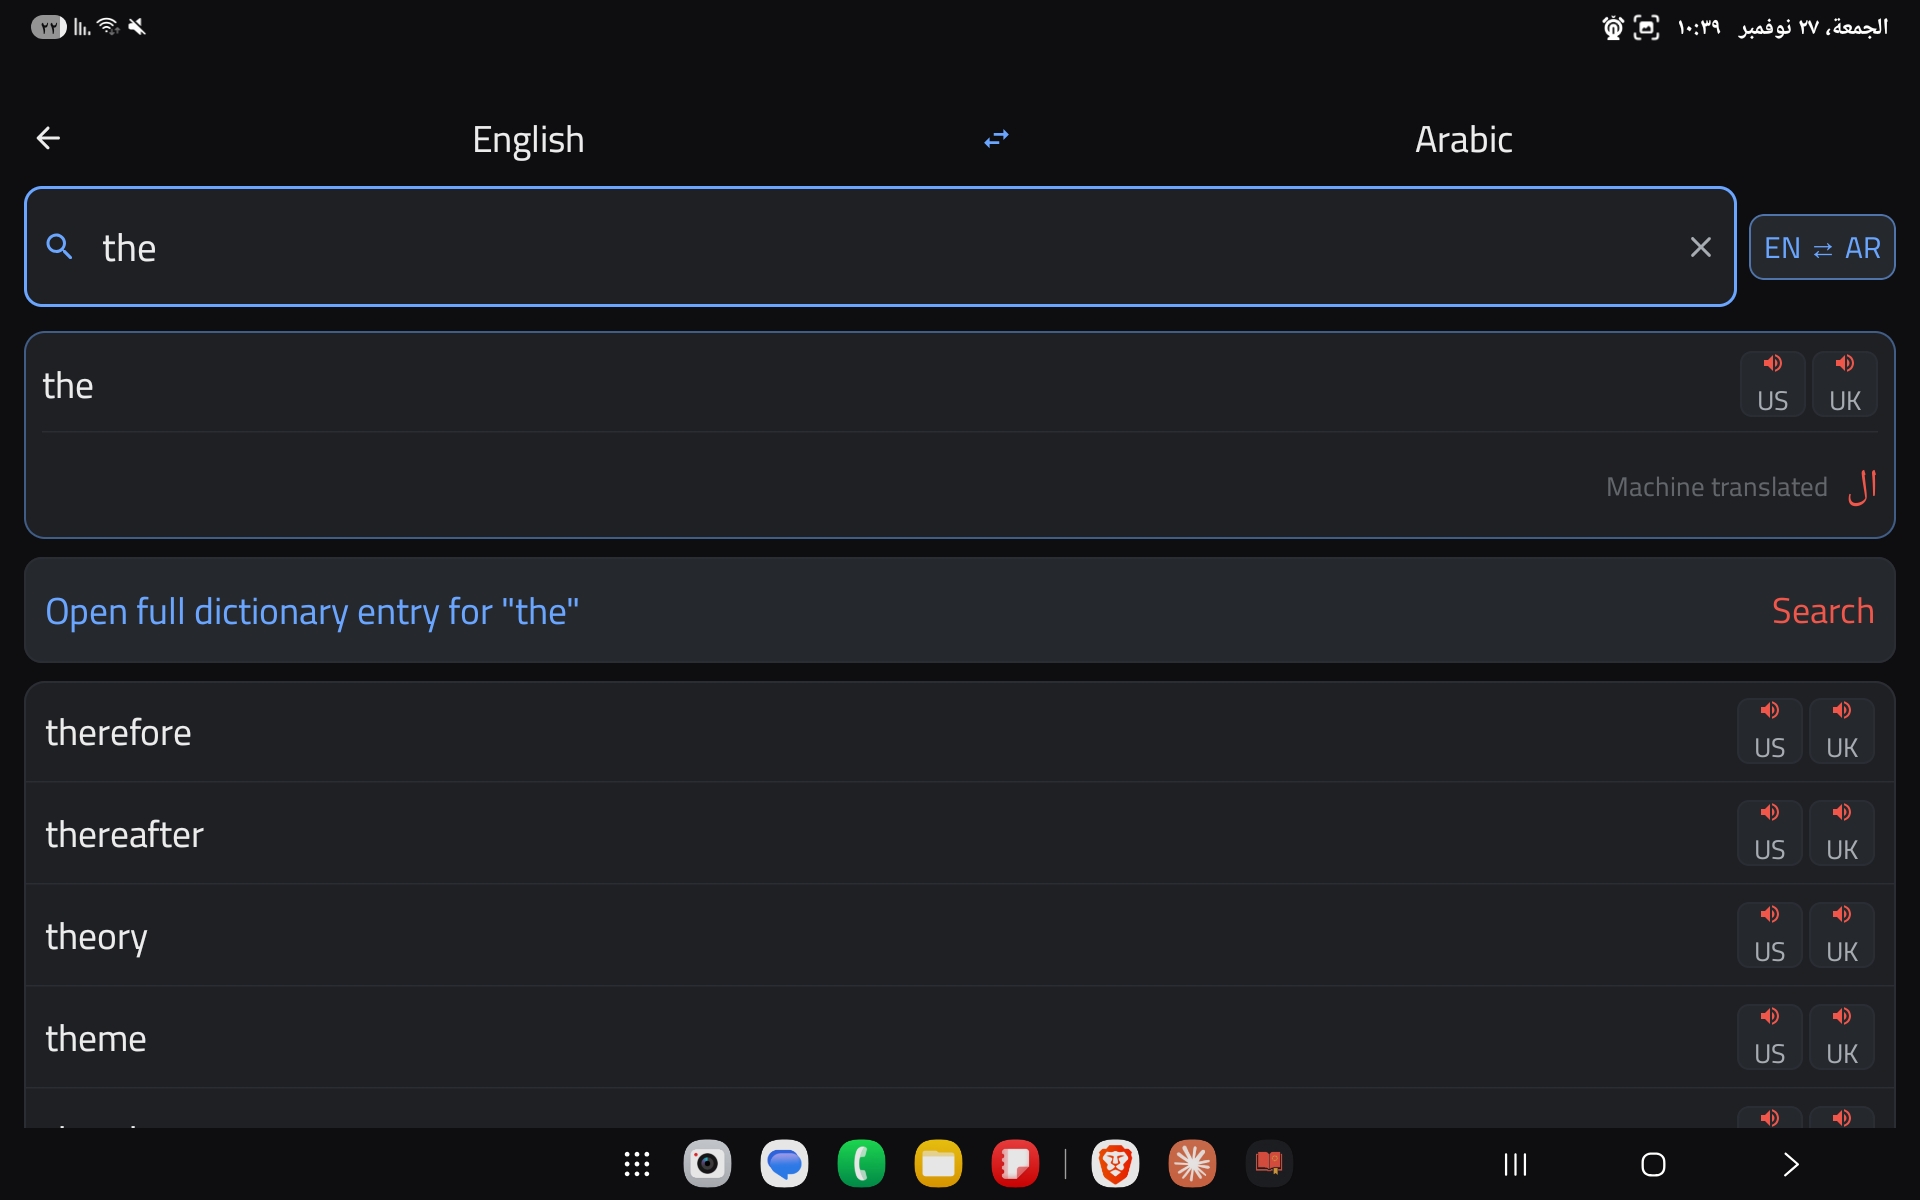 ٢٢
الجمعة، ٢٧ نوفمبر ١٠:٣٩
English
Arabic
the
EN ⇄ AR
the
US UK
Machine translated ال
Open full dictionary entry for "the" Search
therefore
US UK
thereafter
US UK
theory
US UK
theme
US UK